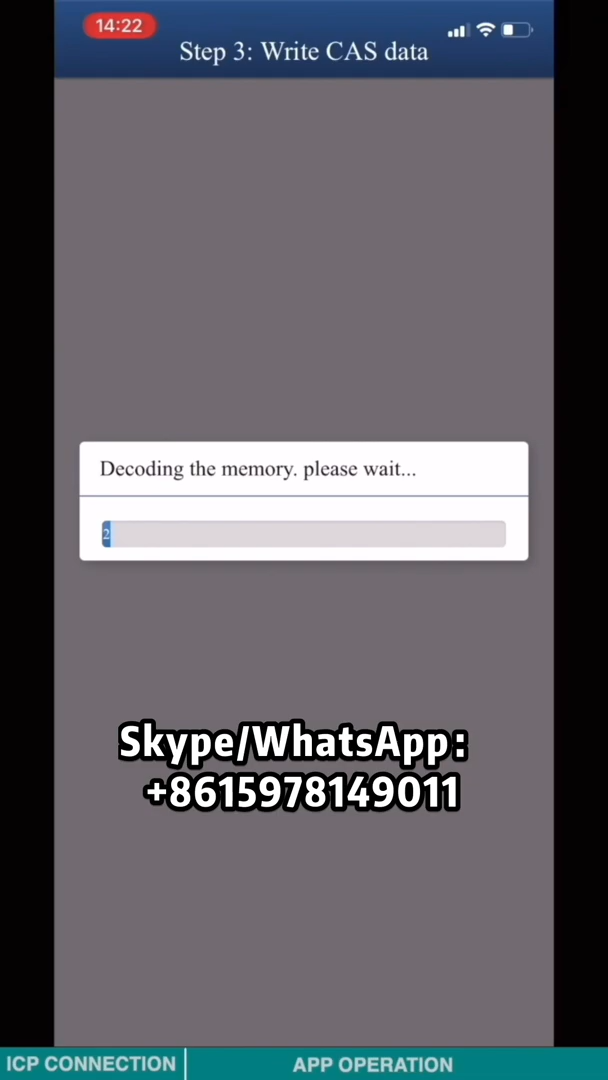 14:22
Step 3: Write CAS data
Decoding the memory. please wait...
2
Skype/WhatsApp:
+8615978149011
ICP CONNECTION
APP OPERATION